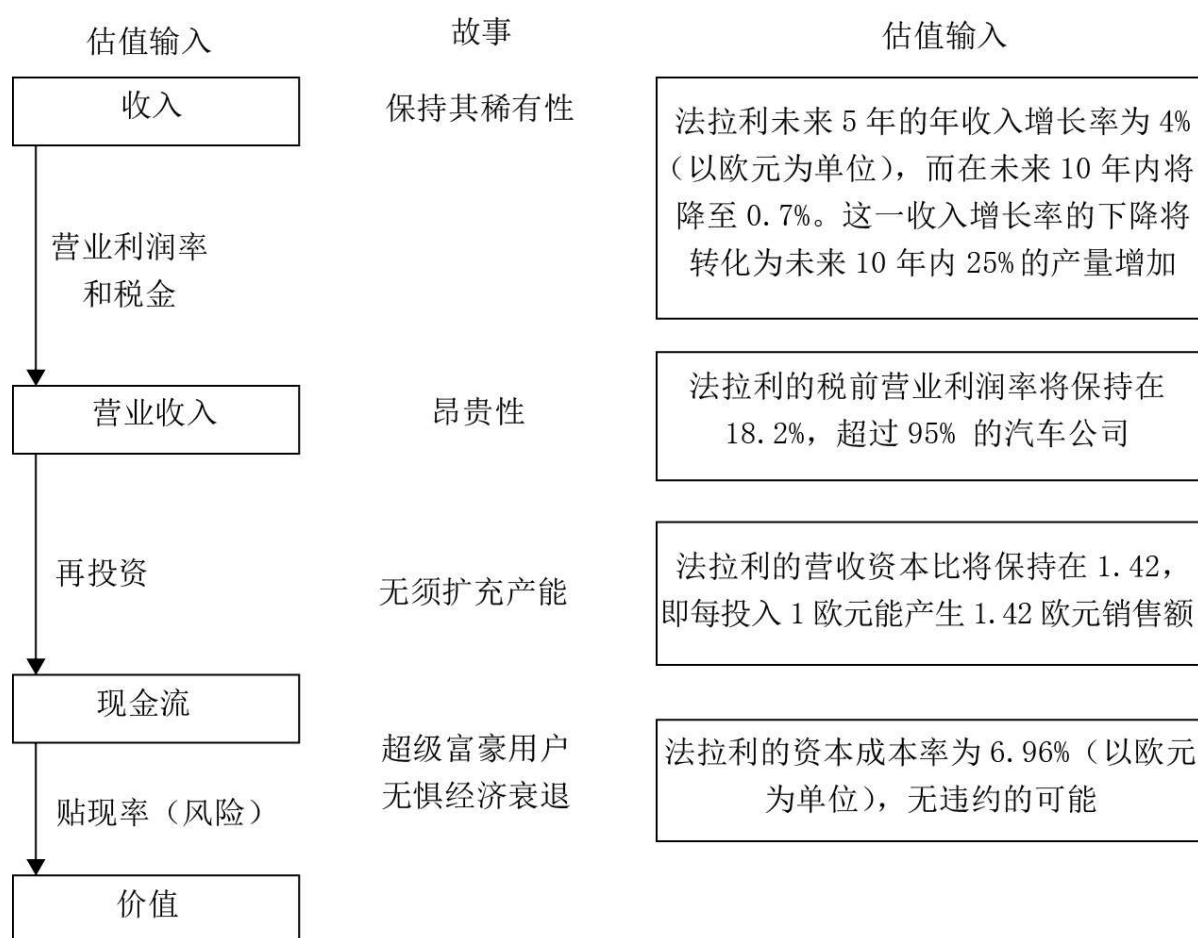 估值输入
故事
估值输入
收入
保持其稀有性
法拉利未来 5 年的年收入增长率为 4%
（以欧元为单位），而在未来 10 年内将
降至 0.7%。这一收入增长率的下降将
转化为未来 10 年内 25% 的产量增加
营业利润率
和税金
营业收入
昂贵性
法拉利的税前营业利润率将保持在
18.2%，超过 95% 的汽车公司
再投资
无须扩充产能
法拉利的营收资本比将保持在 1.42，
即每投入 1 欧元能产生 1.42 欧元销售额
现金流
超级富豪用户
无惧经济衰退
法拉利的资本成本率为 6.96%（以欧元
为单位），无违约的可能
贴现率（风险）
价值